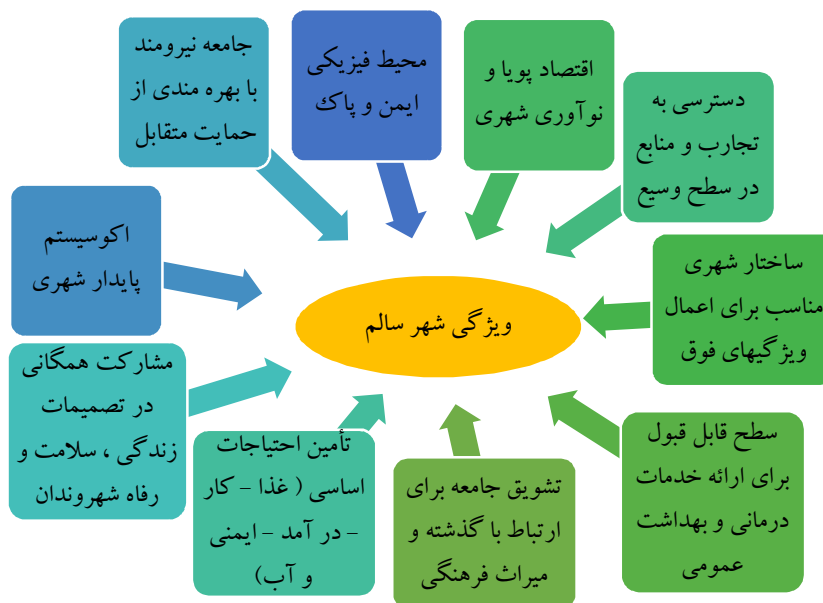 جامعه نیرومند
با بهره مندی از
حمایت متقابل
محیط فیزیکی
ایمن و پاک
اقتصاد پویا و
نوآوری شهری
دسترسی به
تجارب و منابع
در سطح وسیع
اکوسیستم
پایدار شهری
ویژگی شهر سالم
ساختار شهری
مناسب برای اعمال
ویژگیهای فوق
مشارکت همگانی
در تصمیمات
زندگی ، سلامت و
رفاه شهروندان
تأمین احتیاجات
اساسی ( غذا – کار
– در آمد – ایمنی
و آب)
تشویق جامعه برای
ارتباط با گذشته و
میراث فرهنگی
سطح قابل قبول
برای ارائه خدمات
درمانی و بهداشت
عمومی